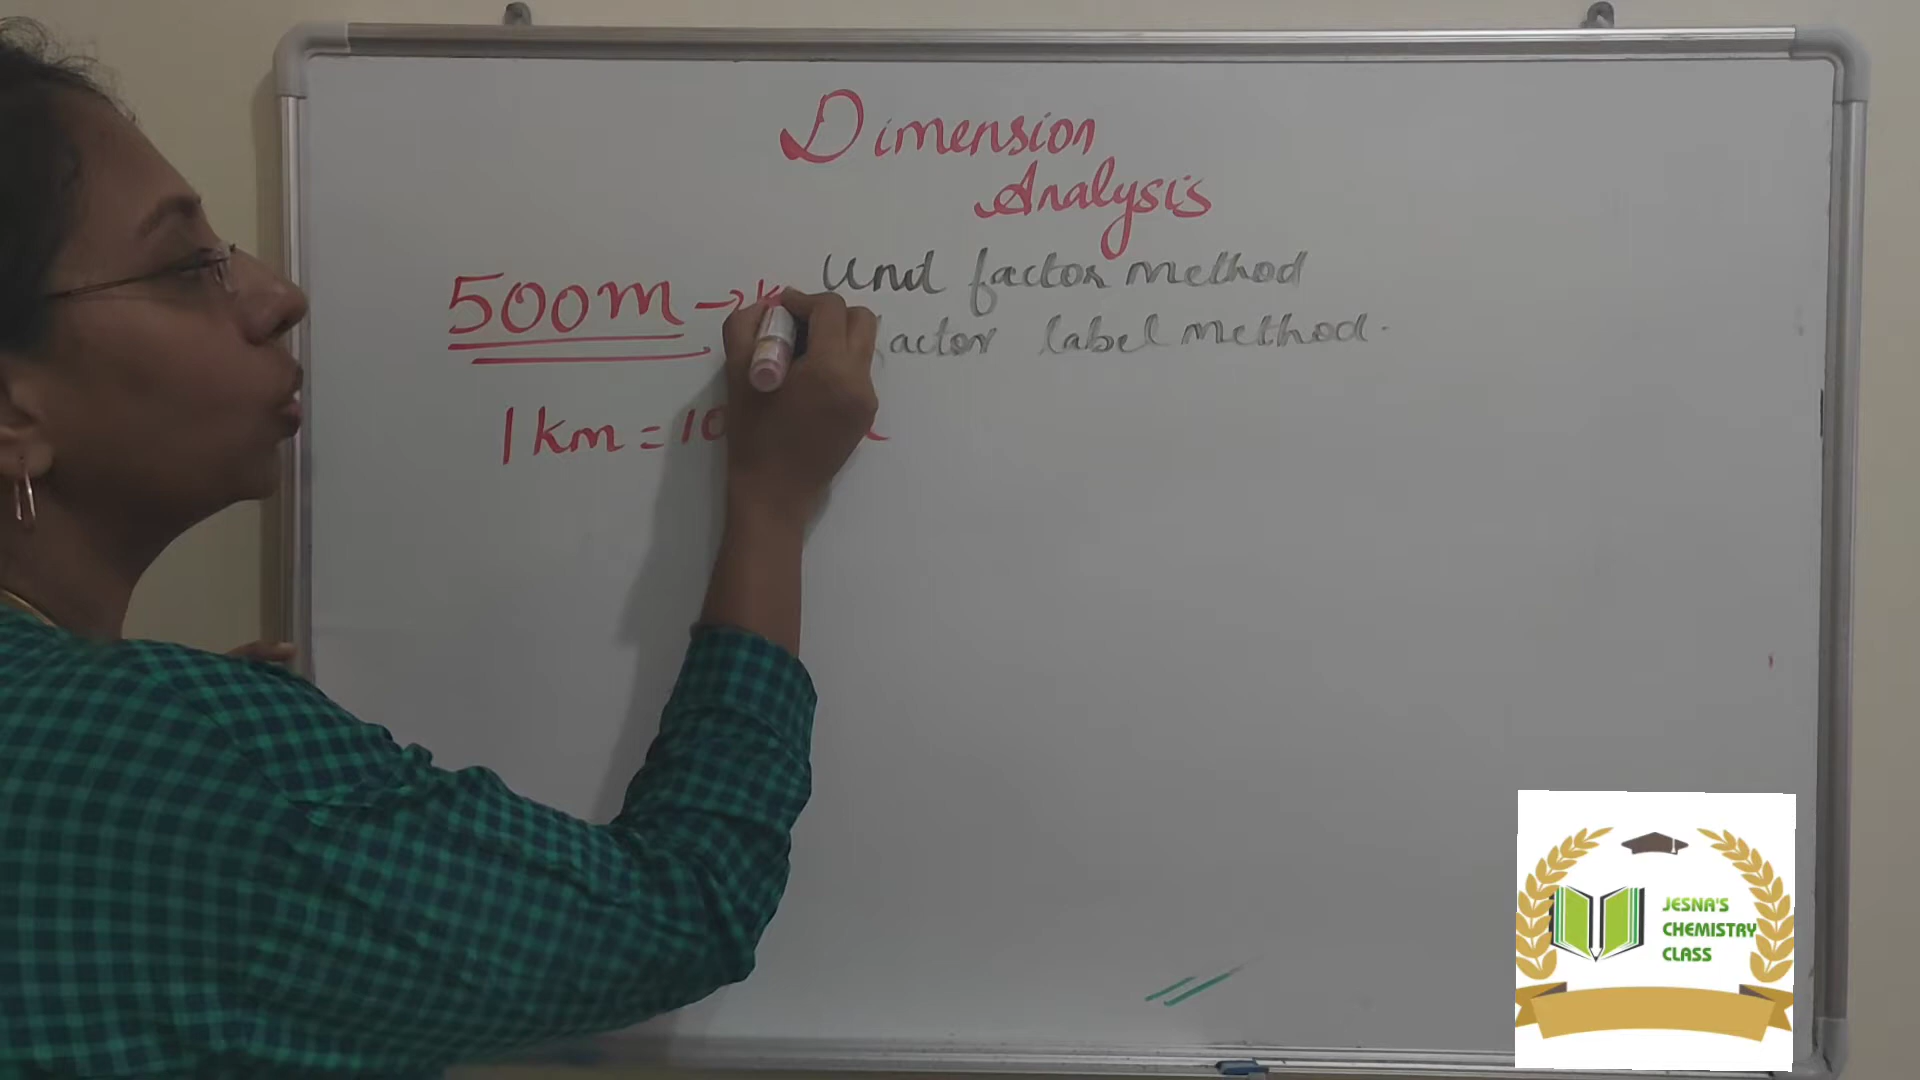 Dimension
Analysis
Unit factor method
factor label method.
500m → k
1 km = 10
JESNA'S
CHEMISTRY
CLASS